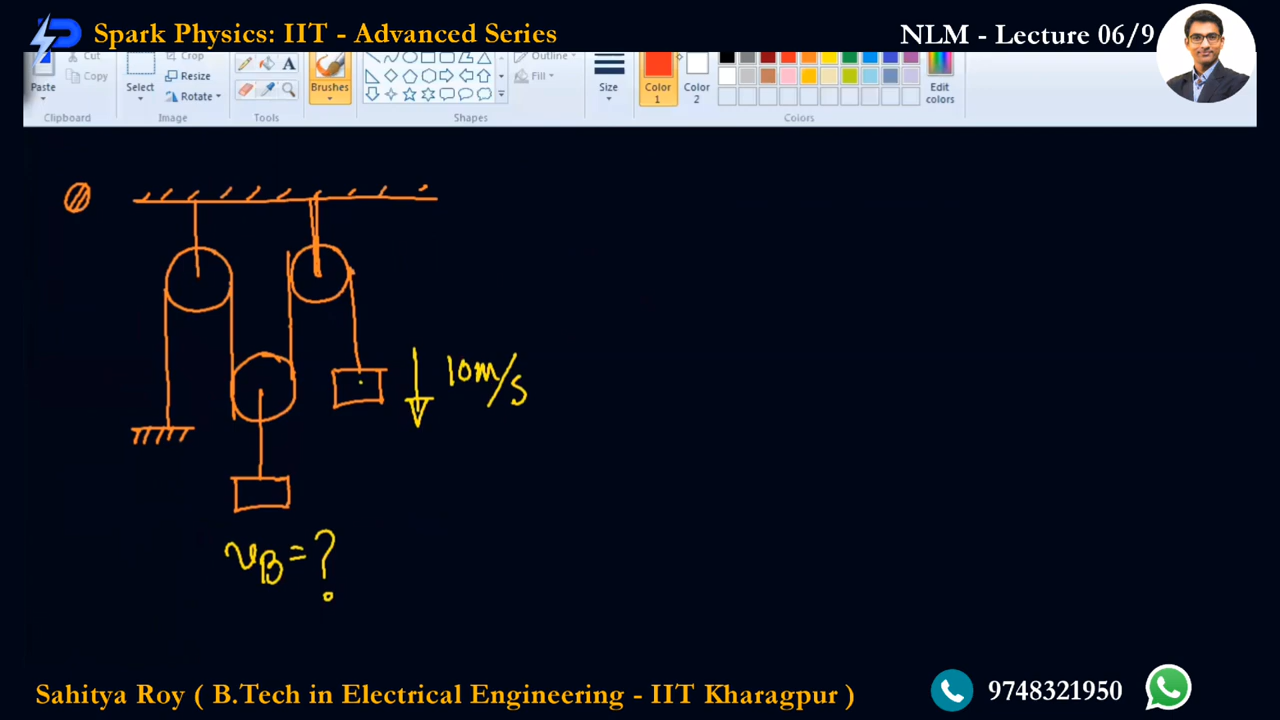 Spark Physics: IIT - Advanced Series
NLM - Lecture 06/9
Paste
Cut
Copy
Clipboard
Select
Crop
Resize
Rotate
Image
A
Tools
Brushes
Outline
Fill
Shapes
Size
Color 1
Color 2
Edit colors
Colors
10m/s
vB = ?
Sahitya Roy ( B.Tech in Electrical Engineering - IIT Kharagpur )
9748321950